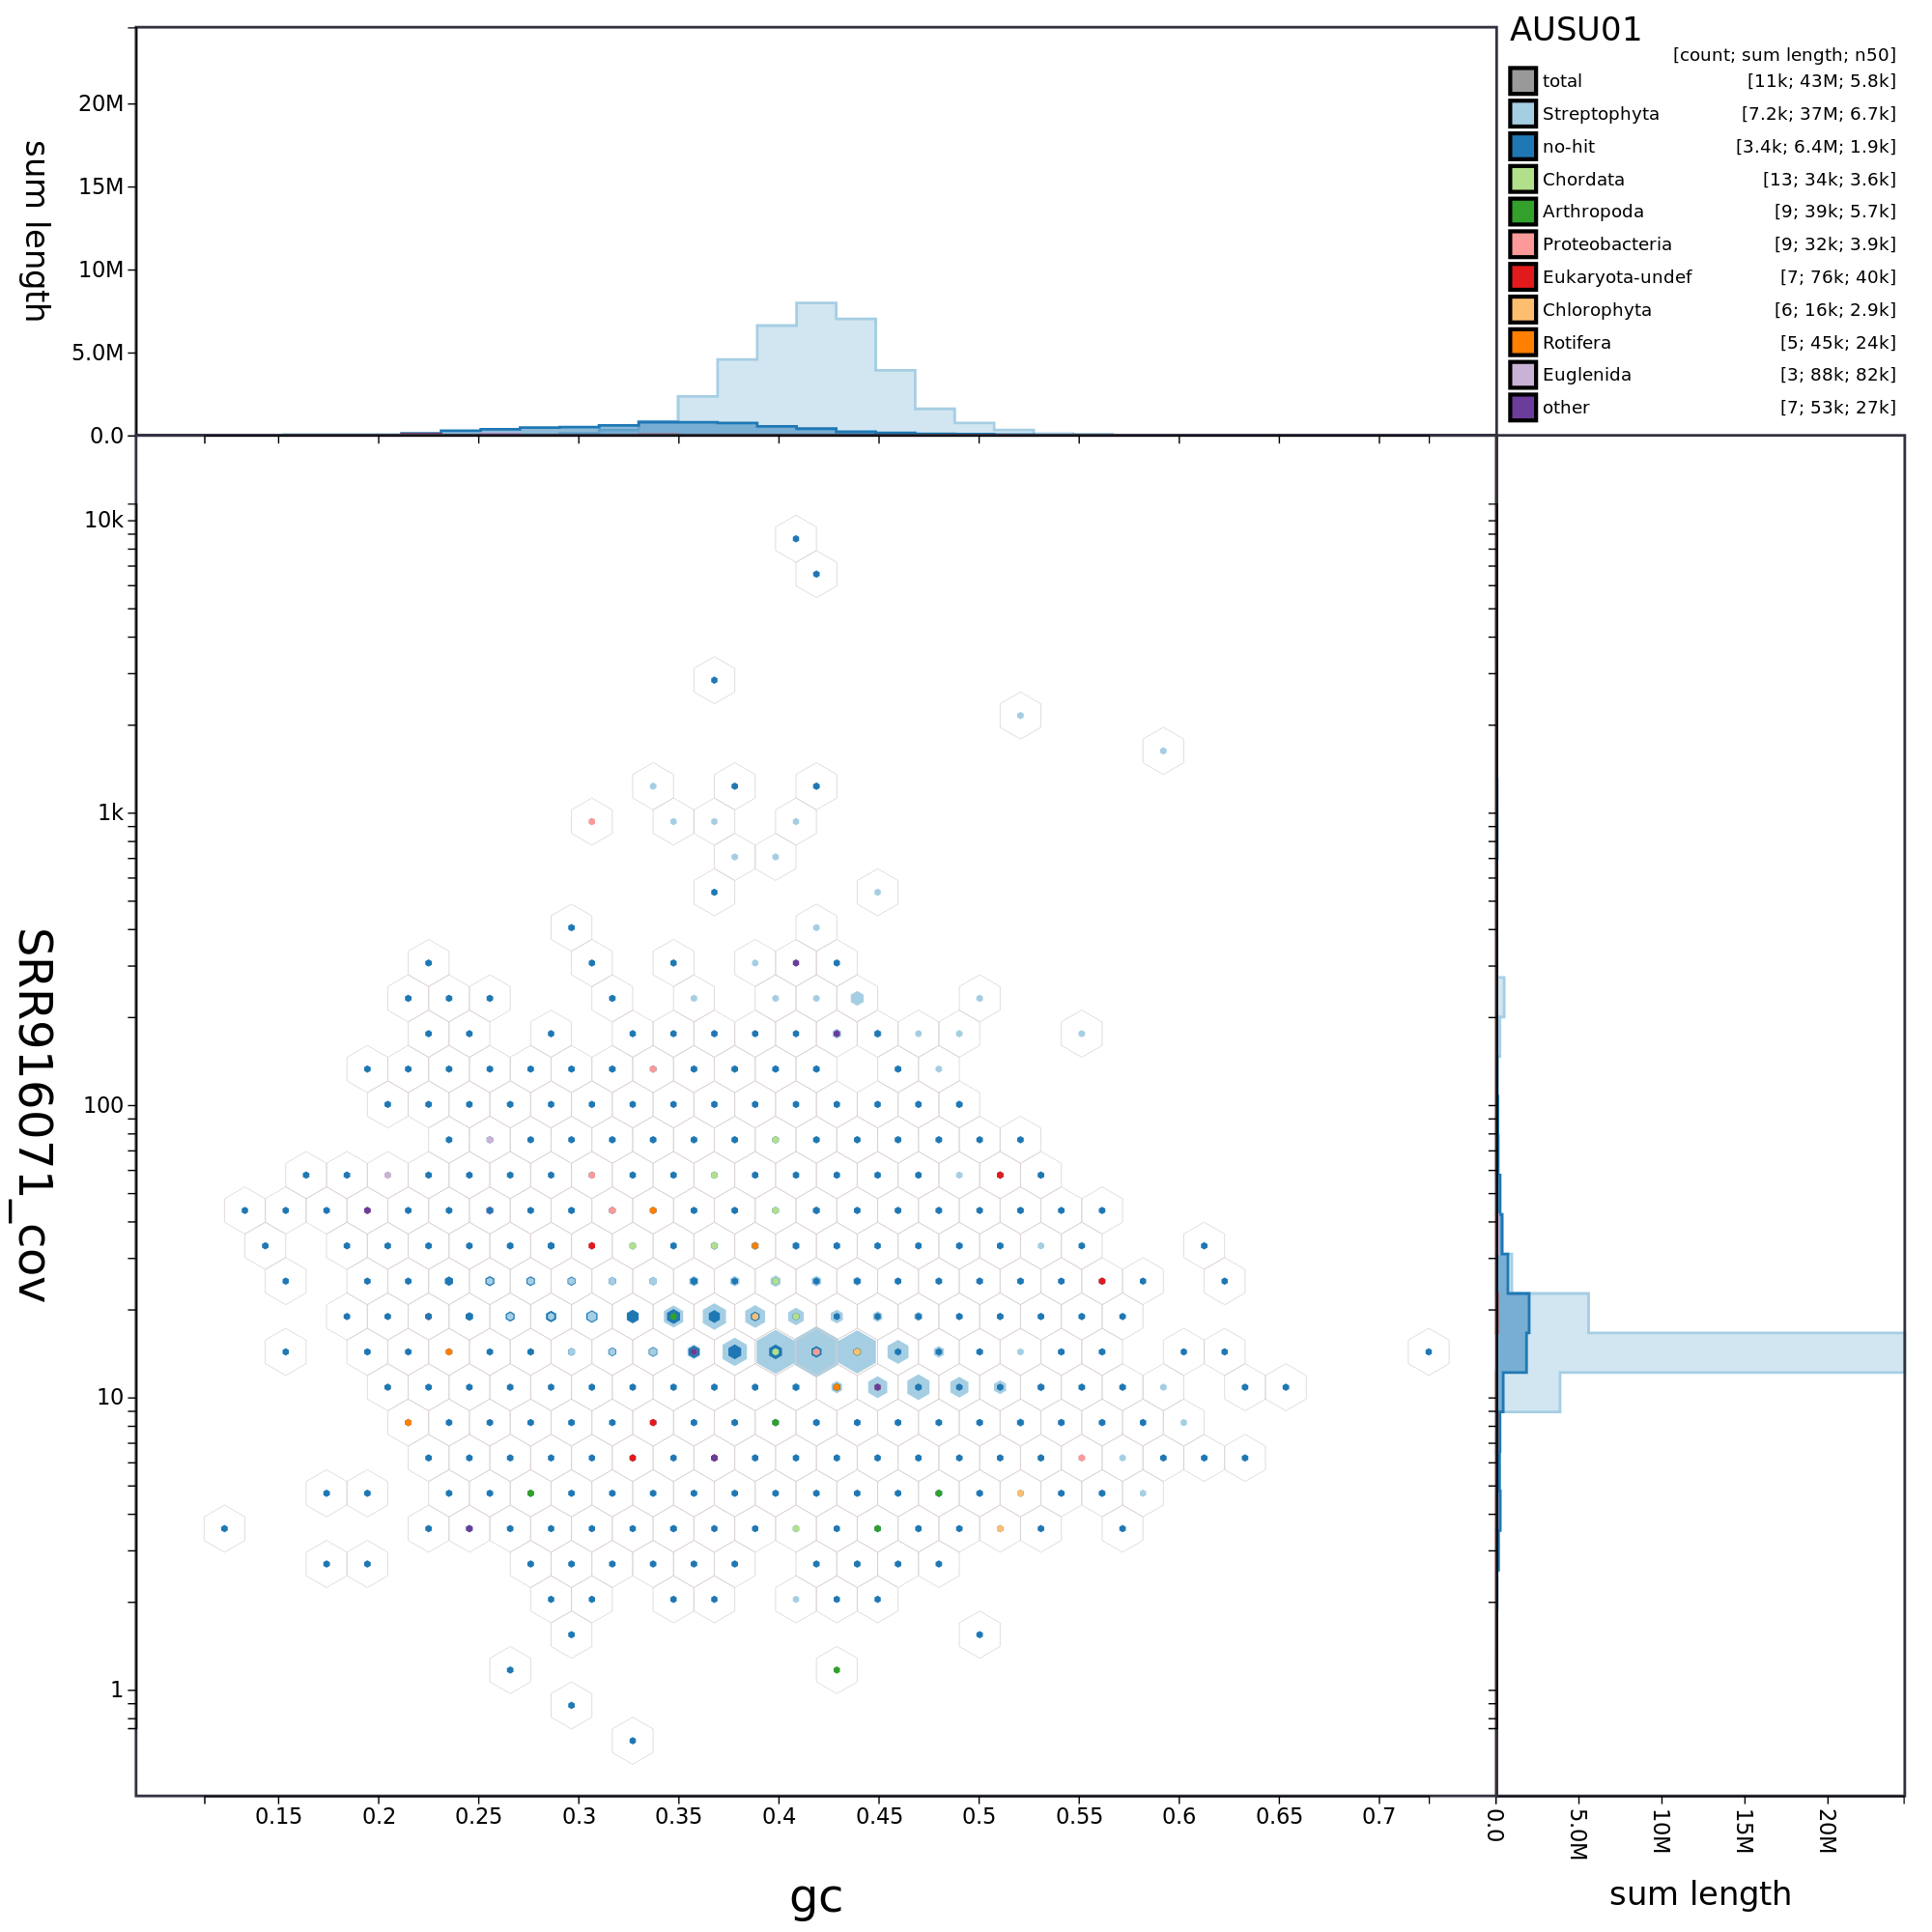 AUSU01
[count; sum length; n50]
total [11k; 43M; 5.8k]
Streptophyta [7.2k; 37M; 6.7k]
no-hit [3.4k; 6.4M; 1.9k]
Chordata [13; 34k; 3.6k]
Arthropoda [9; 39k; 5.7k]
Proteobacteria [9; 32k; 3.9k]
Eukaryota-undef [7; 76k; 40k]
Chlorophyta [6; 16k; 2.9k]
Rotifera [5; 45k; 24k]
Euglenida [3; 88k; 82k]
other [7; 53k; 27k]
sum length
20M
15M
10M
5.0M
0.0
SRR916071_cov
10k
1k
100
10
1
0.15 0.2 0.25 0.3 0.35 0.4 0.45 0.5 0.55 0.6 0.65 0.7
gc
0.0 5.0M 10M 15M 20M
sum length